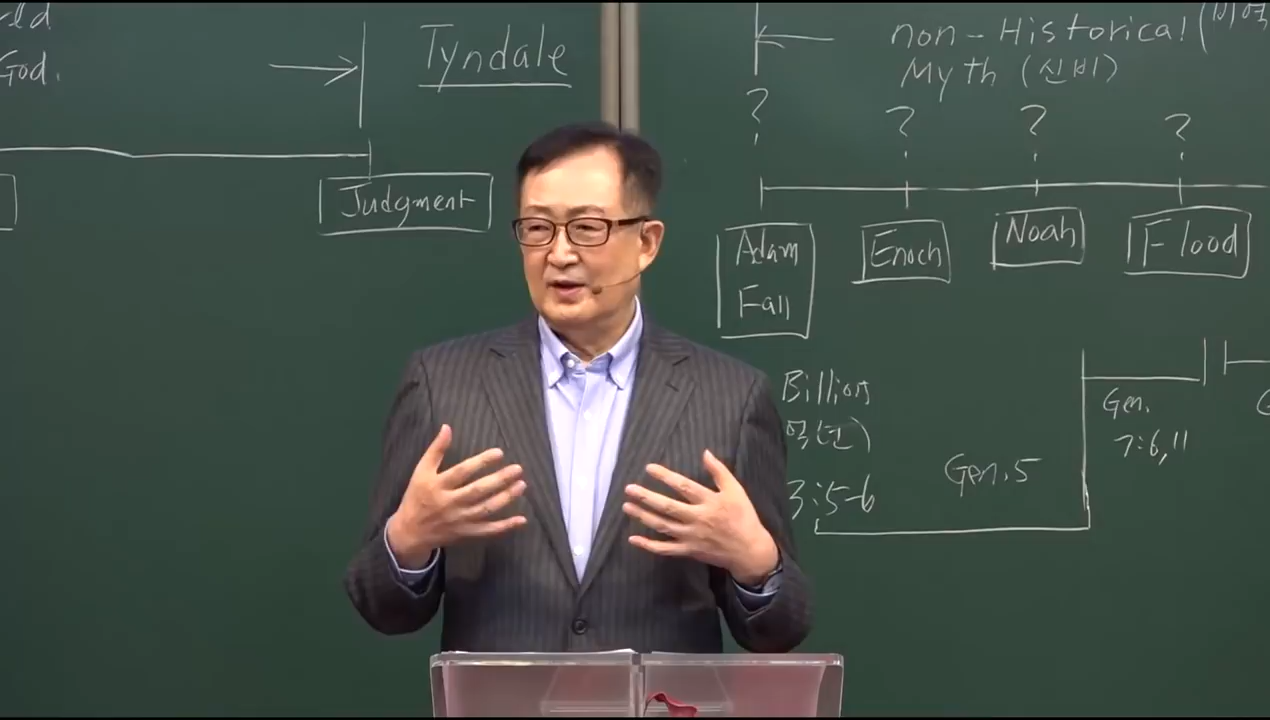 God.
Tyndale
Judgment
non-Historical (
Myth (신비)
? ? ? ?
Adam
Fall
Enoch
Noah
Flood
Billion
3:5-6
Gen.5
Gen.
7:6,11